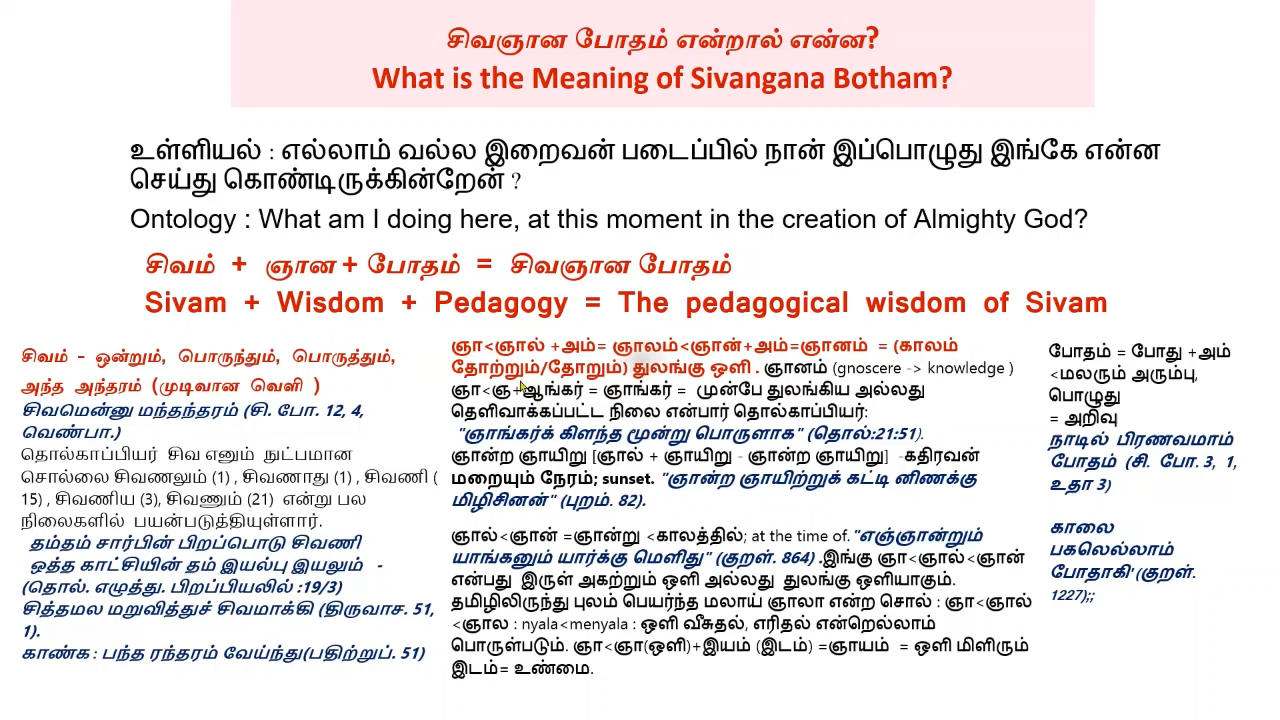 சிவஞான போதம் என்றால் என்ன?
What is the Meaning of Sivangana Botham?
உள்ளியல் : எல்லாம் வல்ல இறைவன் படைப்பில் நான் இப்பொழுது இங்கே என்ன
செய்து கொண்டிருக்கின்றேன் ?
Ontology : What am I doing here, at this moment in the creation of Almighty God?
சிவம் + ஞான + போதம் = சிவஞான போதம்
Sivam + Wisdom + Pedagogy = The pedagogical wisdom of Sivam
சிவம் - ஒன்றும், பொருந்தும், பொருத்தும்,
அந்த அந்தரம் (முடிவான வெளி )
சிவமென்னு மந்தந்தரம் (சி. போ. 12, 4,
வெண்பா.)
தொல்காப்பியர் சிவ எனும் நுட்பமான
சொல்லை சிவணலும் (1) , சிவணாது (1) , சிவணி (
15) , சிவணிய (3), சிவணும் (21) என்று பல
நிலைகளில் பயன்படுத்தியுள்ளார்.
தம்தம் சார்பின் பிறப்பொடு சிவணி
ஒத்த காட்சியின் தம் இயல்பு இயலும் -
(தொல். எழுத்து. பிறப்பியலில் :19/3)
சித்தமல மறுவித்துச் சிவமாக்கி (திருவாச. 51,
1).
காண்க : பந்த ரந்தரம் வேய்ந்து(பதிற்றுப். 51)
ஞா<ஞால் +அம்= ஞாலம்<ஞான்+அம்=ஞானம் = (காலம்
தோற்றும்/தோறும்) துலங்கு ஒளி . ஞானம் (gnoscere -> knowledge )
ஞா<ஞ+ஆங்கர் = ஞாங்கர் = முன்பே துலங்கிய அல்லது
தெளிவாக்கப்பட்ட நிலை என்பார் தொல்காப்பியர்:
"ஞாங்கர்க் கிளந்த மூன்று பொருளாக" (தொல்:21:51).
ஞான்ற ஞாயிறு [ஞால் + ஞாயிறு - ஞான்ற ஞாயிறு] -கதிரவன்
மறையும் நேரம்; sunset. "ஞான்ற ஞாயிற்றுக் கட்டி னிணக்கு
மிழிசினன்" (புறம். 82).
ஞால்<ஞான் =ஞான்று <காலத்தில்; at the time of. "எஞ்ஞான்றும்
யாங்கனும் யார்க்கு மெளிது" (குறள். 864) .இங்கு ஞா<ஞால்<ஞான்
என்பது இருள் அகற்றும் ஒளி அல்லது துலங்கு ஒளியாகும்.
தமிழிலிருந்து புலம் பெயர்ந்த மலாய் ஞாலா என்ற சொல் : ஞா<ஞால்
<ஞால : nyala<menyala : ஒளி வீசுதல், எரிதல் என்றெல்லாம்
பொருள்படும். ஞா<ஞா(ஒளி)+இயம் (இடம்) =ஞாயம் = ஒளி மிளிரும்
இடம்= உண்மை.
போதம் = போது +அம்
<மலரும் அரும்பு,
பொழுது
= அறிவு
நாடில் பிரணவமாம்
போதம் (சி. போ. 3, 1,
உதா 3)
காலை
பகலெல்லாம்
போதாகி' (குறள்.
1227);;